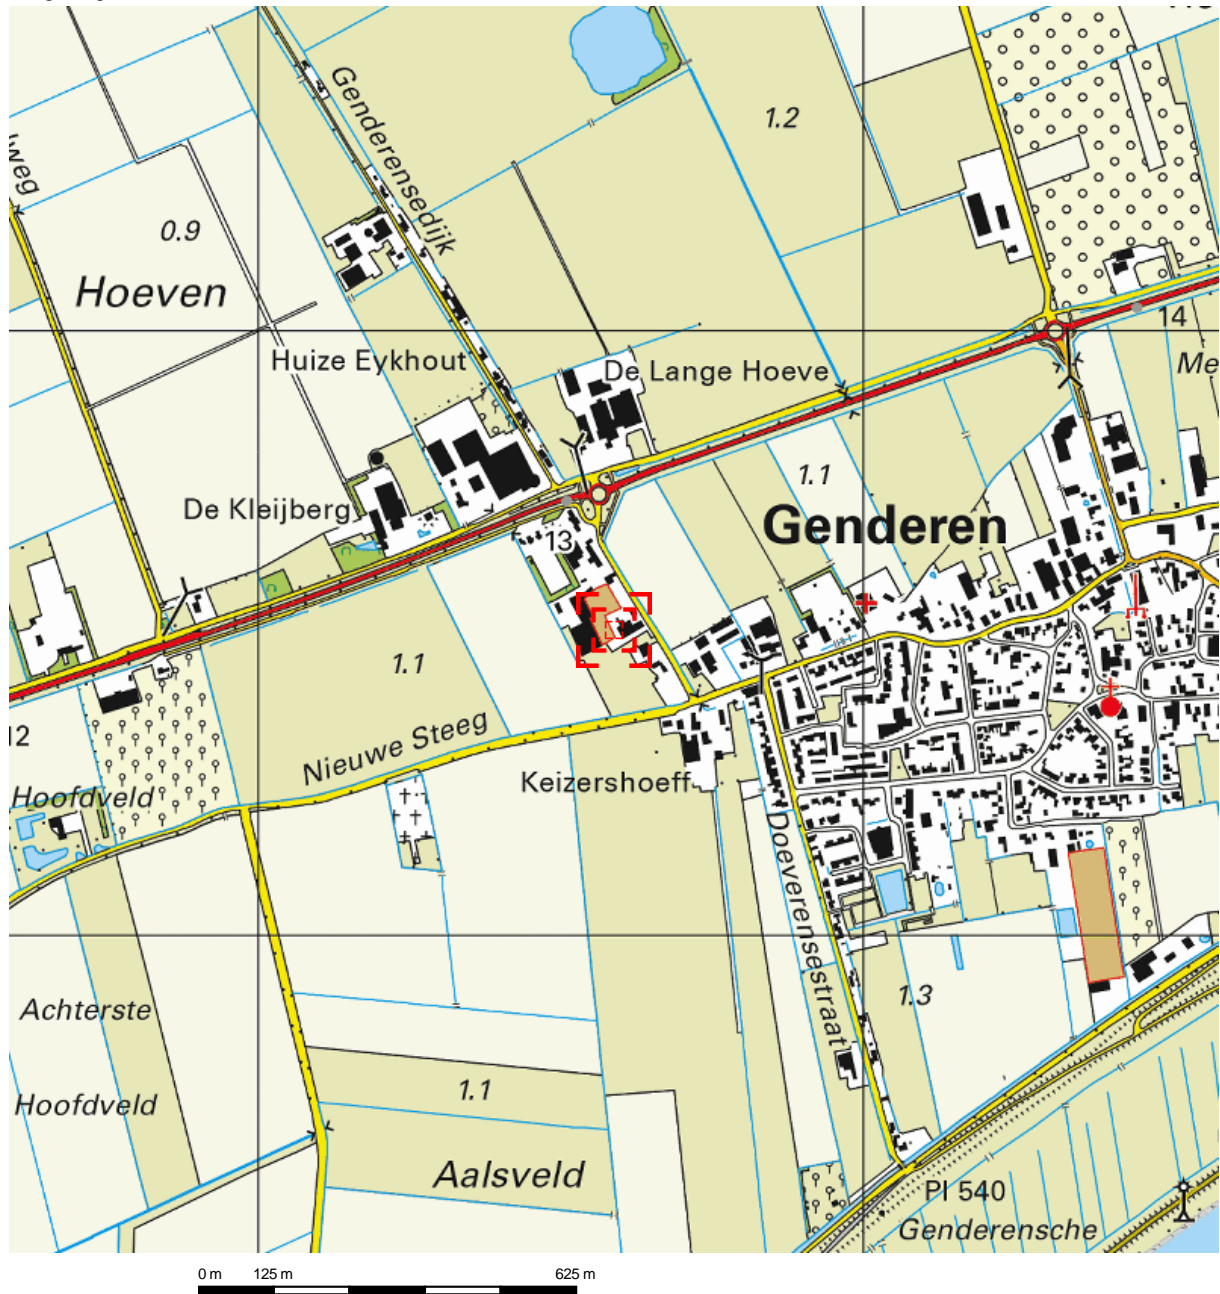 Genderensedijk
1.2
weg
0.9
Hoeven
14
Huize Eykhout
De Lange Hoeve
Me
1.1
De Kleijberg
Genderen
13
1.1
Nieuwe Steeg
12
Keizershoeff
Hoofdveld
Doeverensestraat
1.3
Achterste
1.1
Hoofdveld
Aalsveld
Pl 540
Genderensche
0 m 125 m 625 m